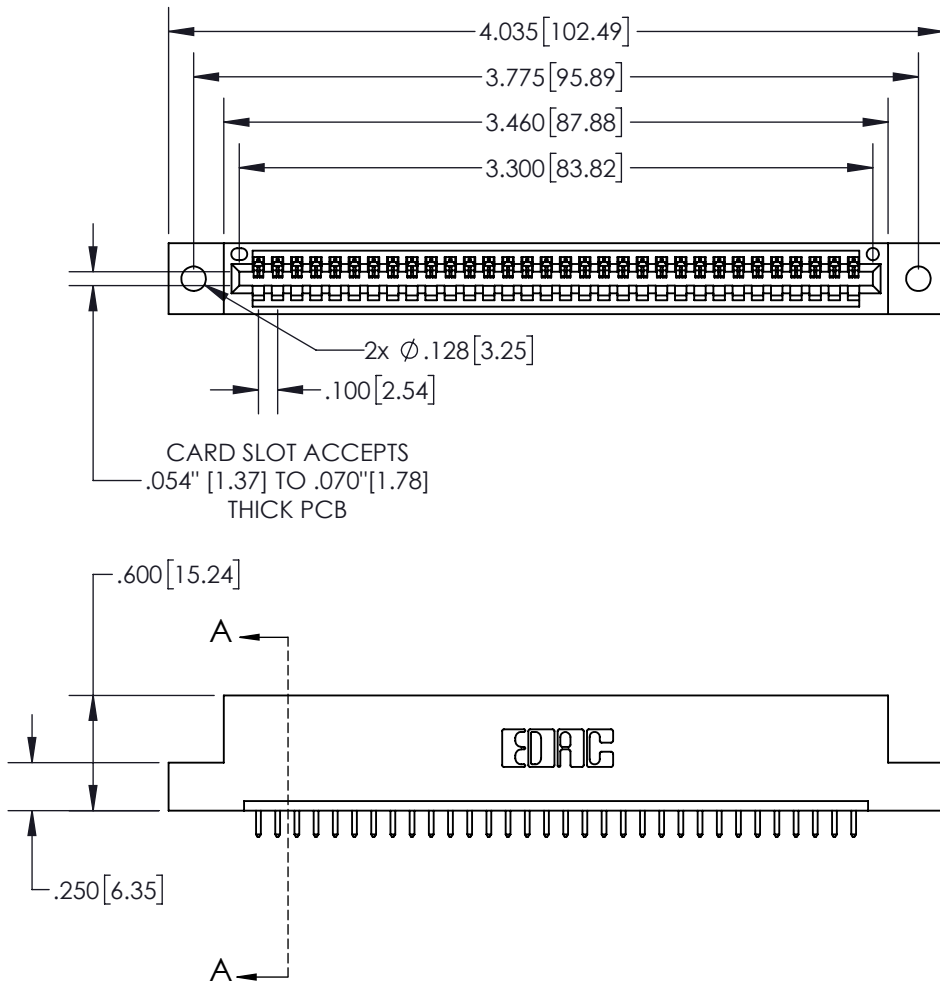 4.035[102.49]
3.775[95.89]
3.460[87.88]
3.300[83.82]
2x Ø.128[3.25]
.100[2.54]
CARD SLOT ACCEPTS
.054" [1.37] TO .070"[1.78]
THICK PCB
.600[15.24]
A
EDAC
.250[6.35]
A